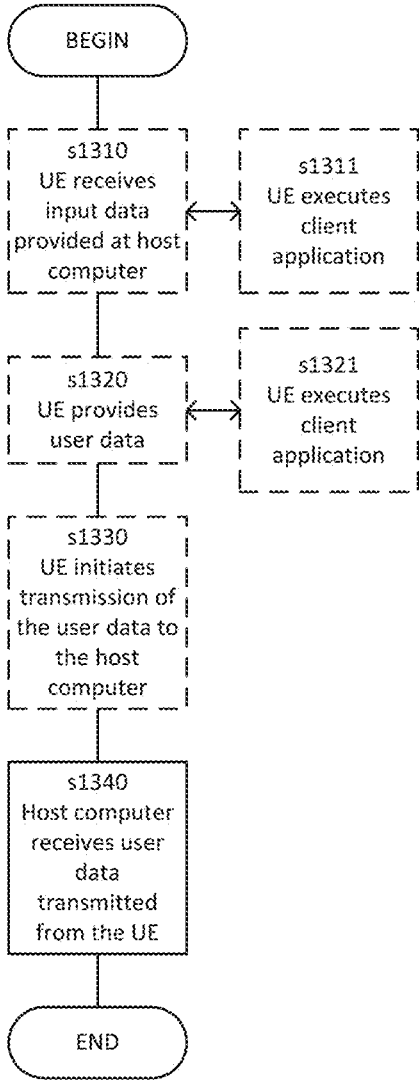 BEGIN
s1310
UE receives
input data
provided at host
computer
s1311
UE executes
client
application
s1320
UE provides
user data
s1321
UE executes
client
application
s1330
UE initiates
transmission of
the user data to
the host
computer
s1340
Host computer
receives user
data
transmitted
from the UE
END